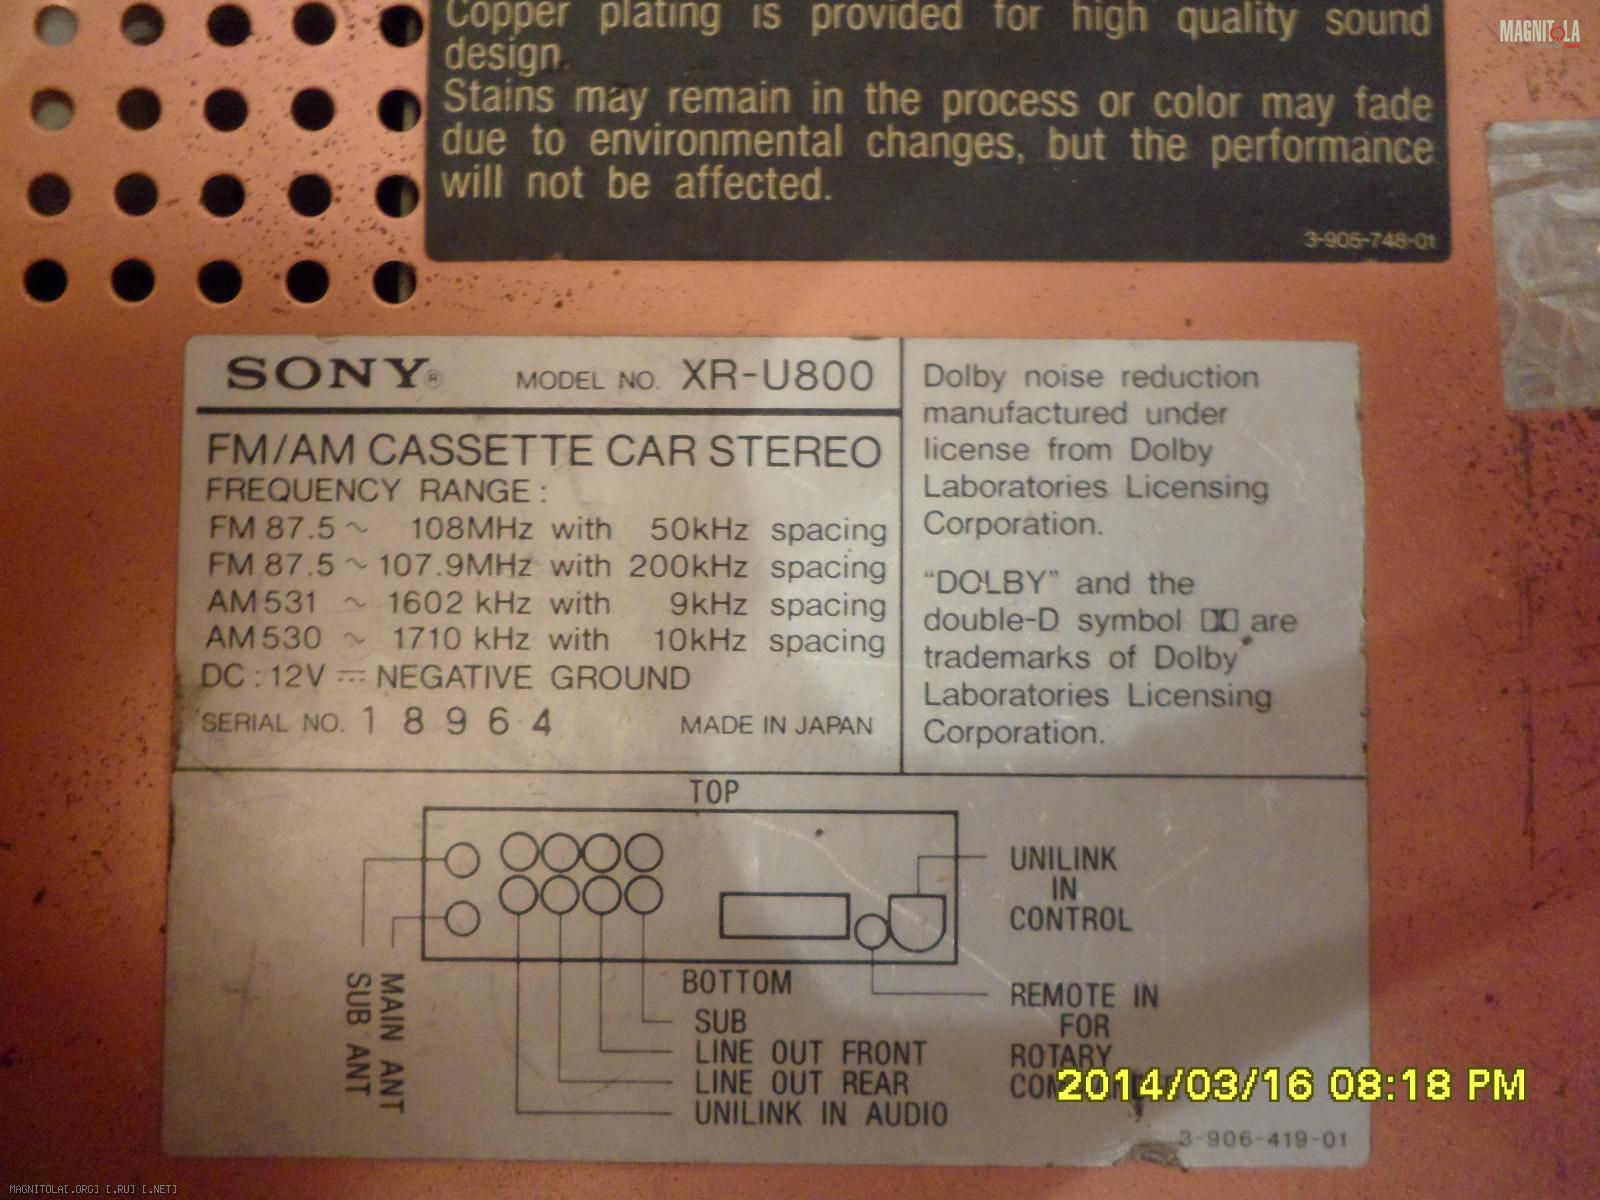 Copper plating is provided for high quality sound
design.
Stains may remain in the process or color may fade
due to environmental changes, but the performance
will not be affected.
3-905-748-01
MAGNITOLA
SONY®
MODEL NO. XR-U800
FM/AM CASSETTE CAR STEREO
FREQUENCY RANGE:
FM 87.5 ~ 108MHz with 50kHz spacing
FM 87.5 ~ 107.9MHz with 200kHz spacing
AM 531 ~ 1602 kHz with 9kHz spacing
AM 530 ~ 1710 kHz with 10kHz spacing
DC : 12V ⎓ NEGATIVE GROUND
SERIAL NO. 18964 MADE IN JAPAN
Dolby noise reduction
manufactured under
license from Dolby
Laboratories Licensing
Corporation.
“DOLBY” and the
double-D symbol are
trademarks of Dolby
Laboratories Licensing
Corporation.
TOP
UNILINK
IN
CONTROL
MAIN ANT
SUB ANT
BOTTOM
SUB
LINE OUT FRONT
LINE OUT REAR
UNILINK IN AUDIO
REMOTE IN
FOR
ROTARY
2014/03/16 08:18 PM
3-906-419-01
MAGNITOLA[.ORG] [.RU] [.NET]